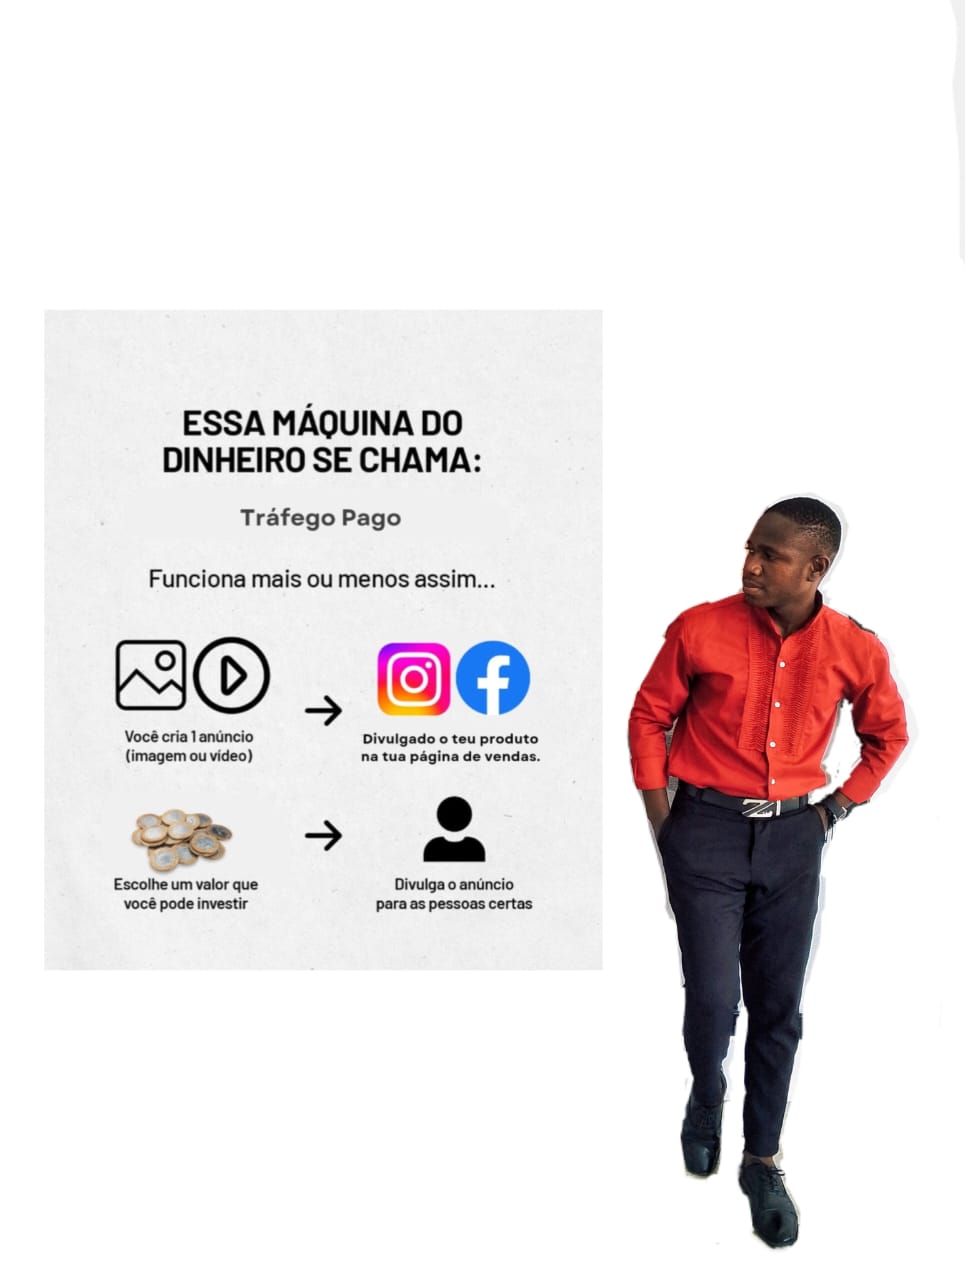 ESSA MÁQUINA DO
DINHEIRO SE CHAMA:
Tráfego Pago
Funciona mais ou menos assim...
Você cria 1 anúncio
(imagem ou vídeo)
Divulgado o teu produto
na tua página de vendas.
Escolhe um valor que
você pode investir
Divulga o anúncio
para as pessoas certas